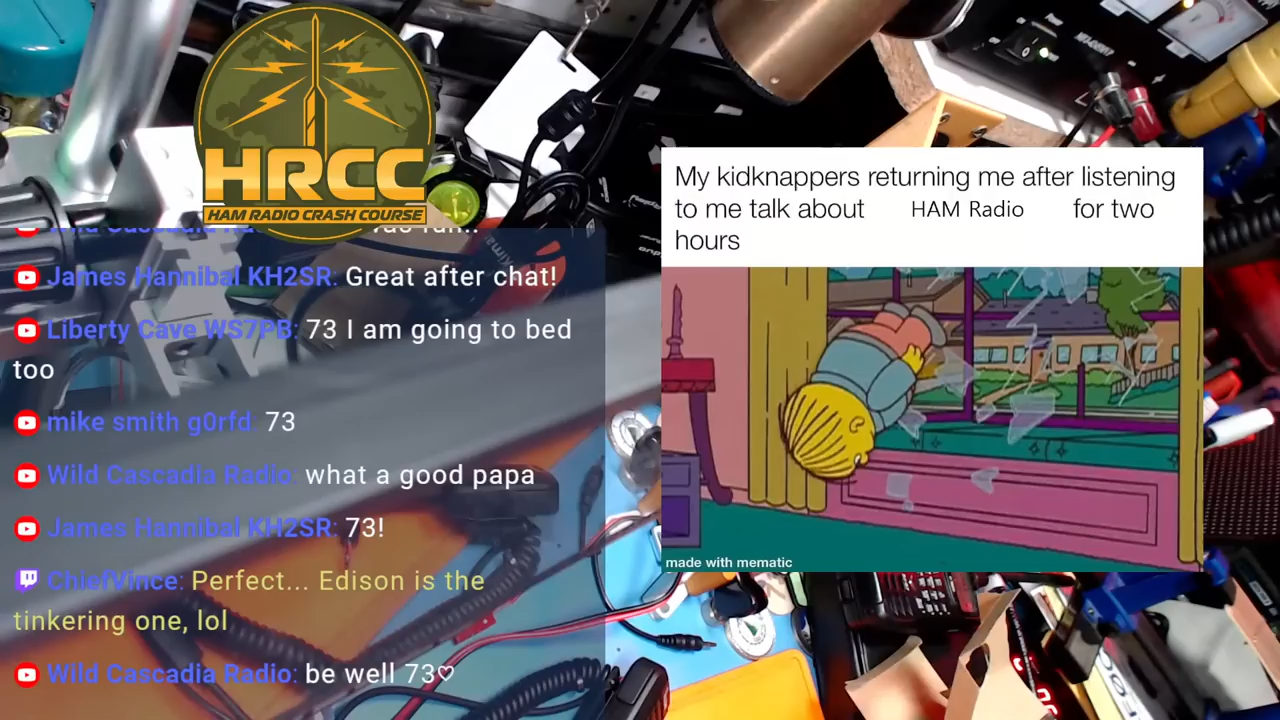 HRCC
HAM RADIO CRASH COURSE
James Hannibal KH2SR: Great after chat!
Liberty Cave WS7PB: 73 I am going to bed
too
mike smith g0rfd: 73
Wild Cascadia Radio: what a good papa
James Hannibal KH2SR: 73!
ChiefVince: Perfect... Edison is the
tinkering one, lol
Wild Cascadia Radio: be well 73♡
My kidknappers returning me after listening
to me talk about HAM Radio for two
hours
made with mematic